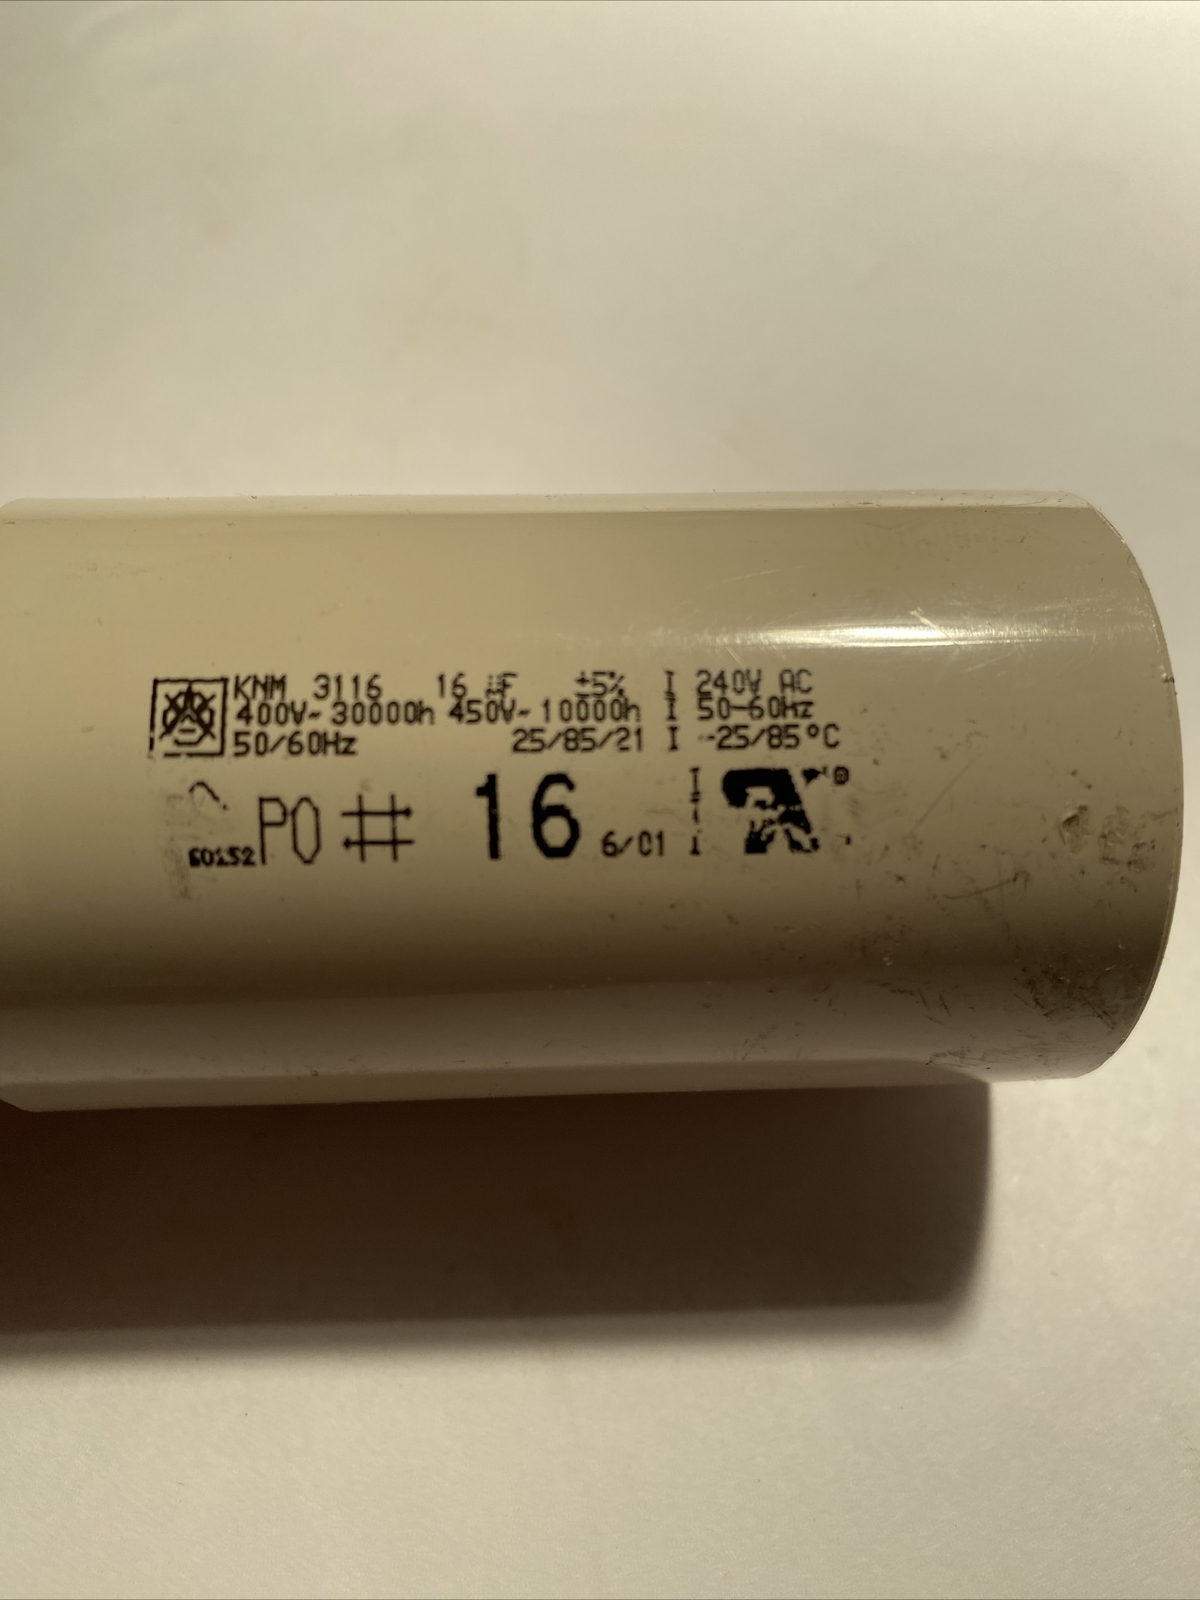 KNM 3116 16 µF ±5% I 240V AC
400V~30000h 450V~10000h I 50-60Hz
50/60Hz 25/85/21 I -25/85°C
60252 P0 16 6/01